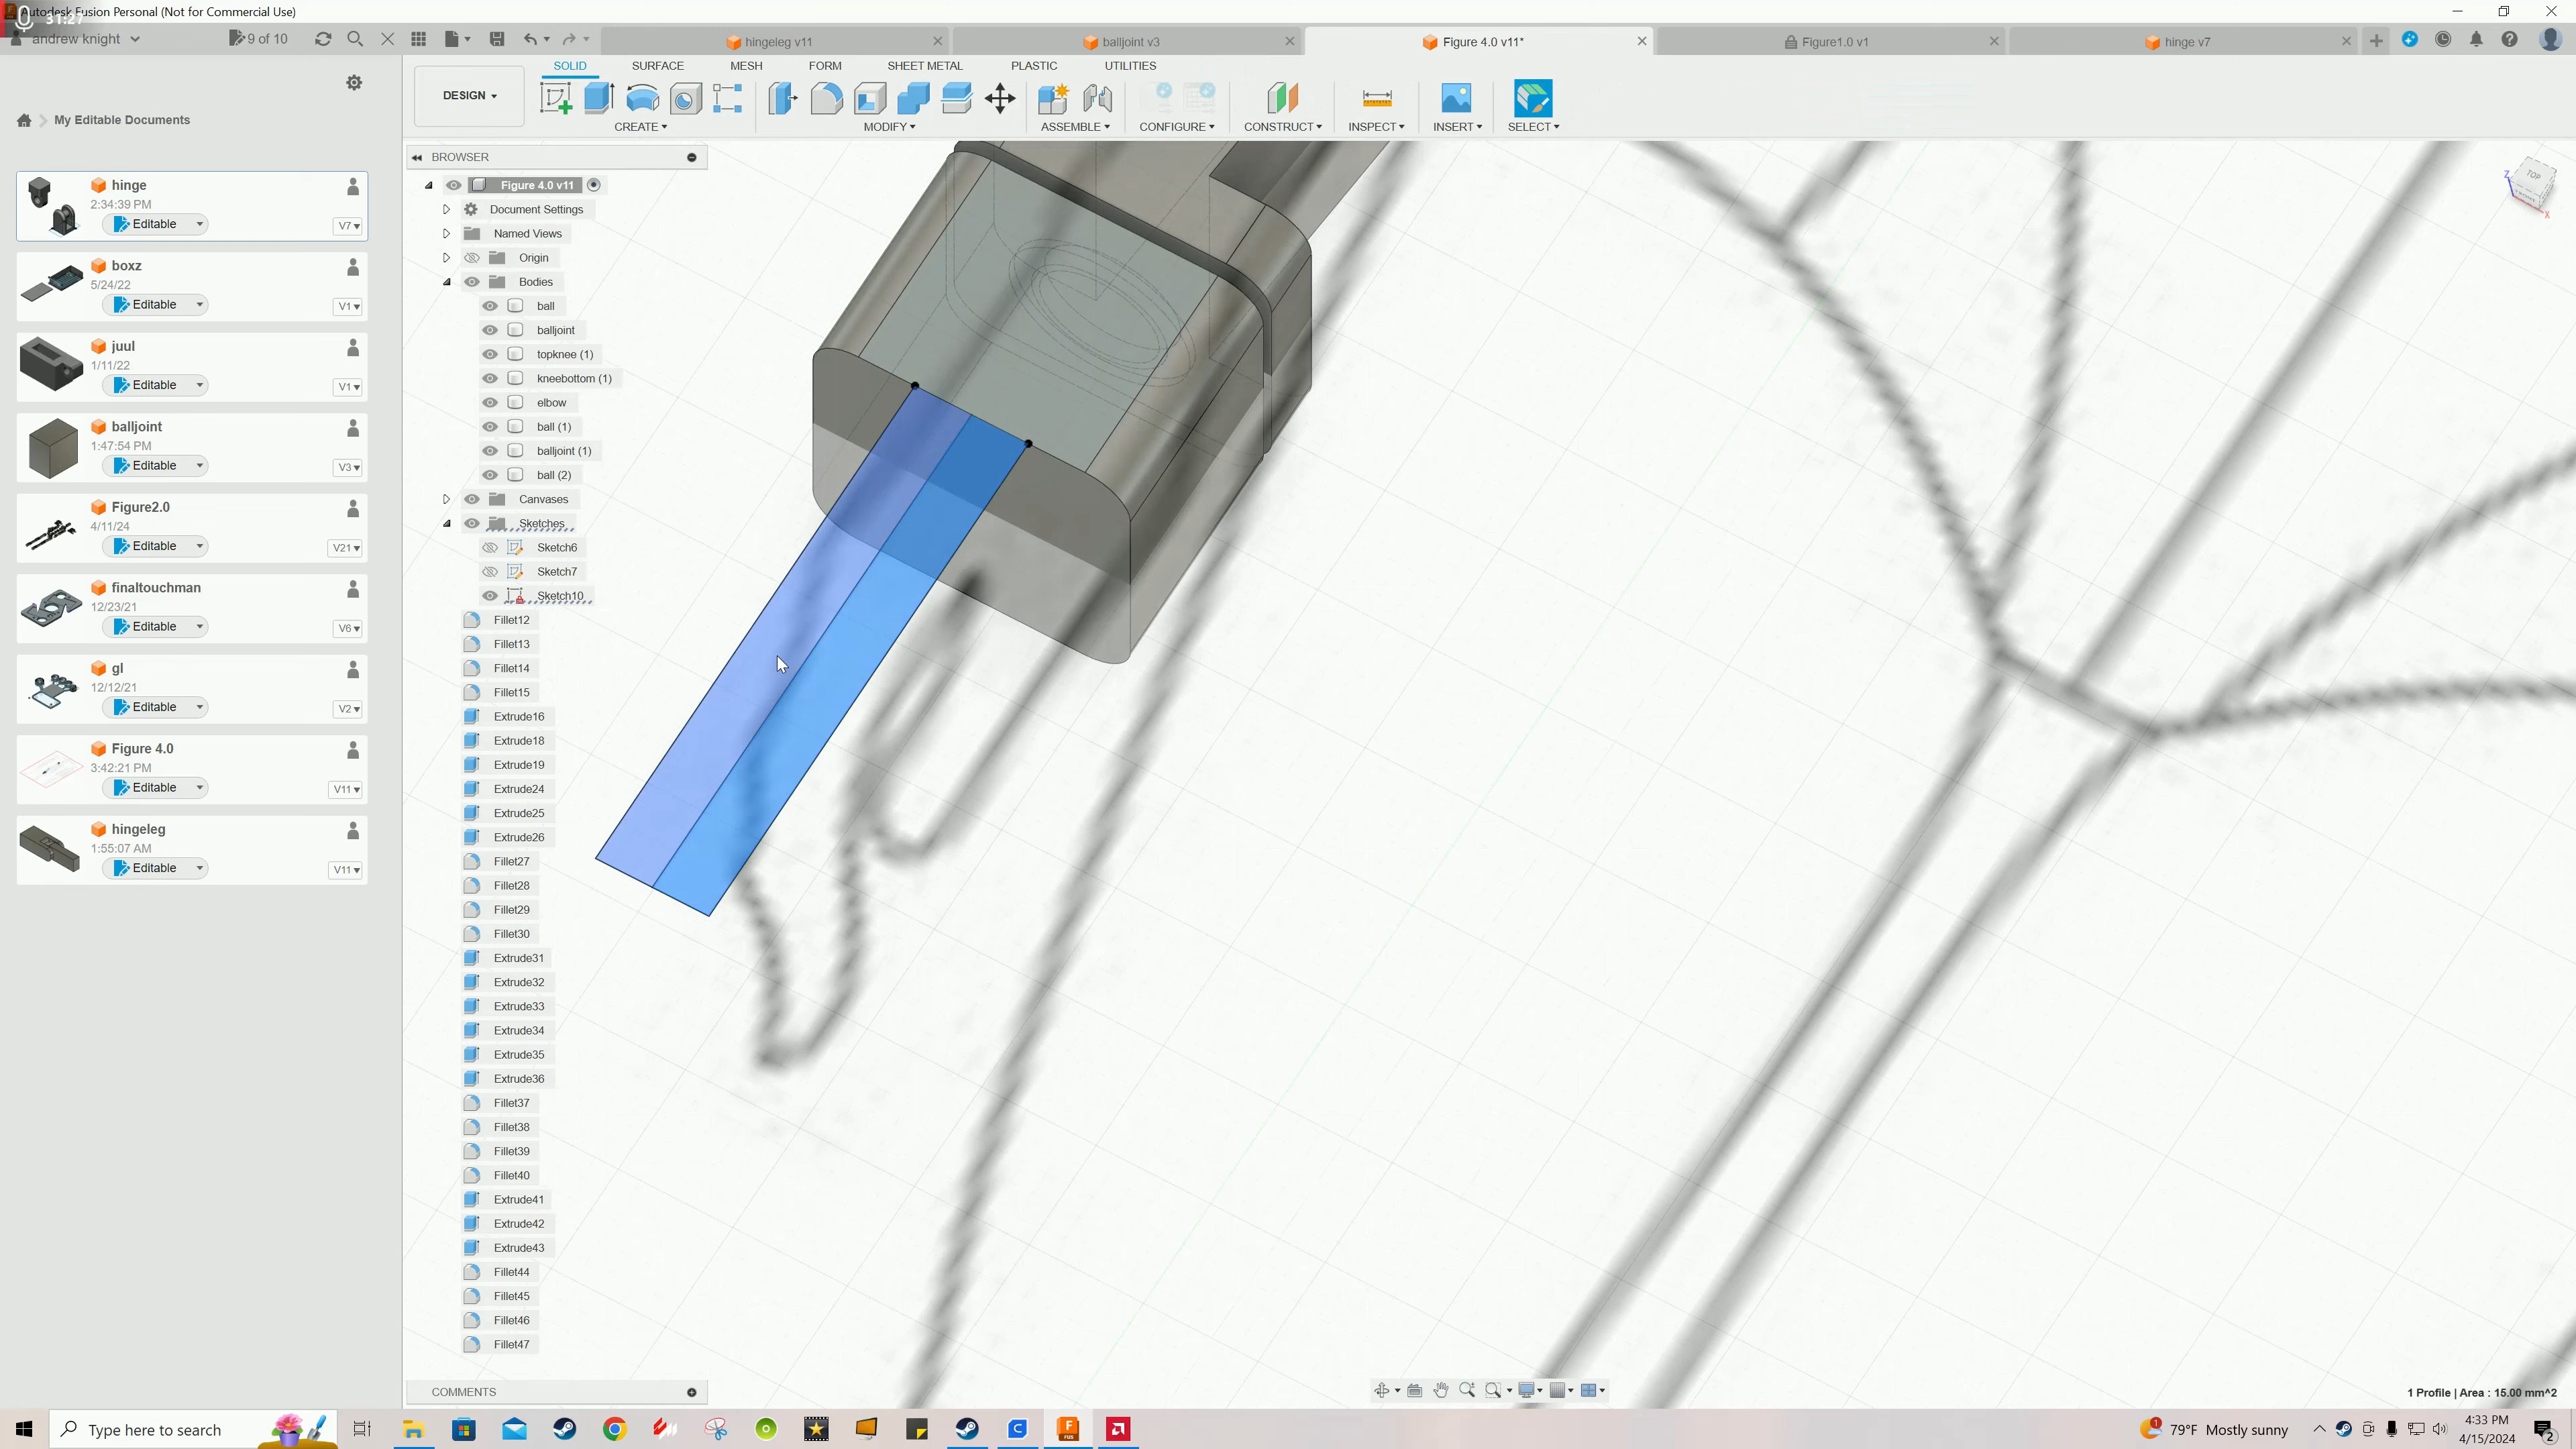 31:27
Autodesk Fusion Personal (Not for Commercial Use)
andrew knight
9 of 10
hingeleg v11
balljoint v3
Figure 4.0 v11*
Figure1.0 v1
hinge v7
DESIGN
SOLID
SURFACE
MESH
FORM
SHEET METAL
PLASTIC
UTILITIES
CREATE
MODIFY
ASSEMBLE
CONFIGURE
CONSTRUCT
INSPECT
INSERT
SELECT
My Editable Documents
hinge
2:34:39 PM
Editable
V7
boxz
5/24/22
Editable
V1
juul
1/11/22
Editable
V1
balljoint
1:47:54 PM
Editable
V3
Figure2.0
4/11/24
Editable
V21
finaltouchman
12/23/21
Editable
V6
gl
12/12/21
Editable
V2
Figure 4.0
3:42:21 PM
Editable
V11
hingeleg
1:55:07 AM
Editable
V11
BROWSER
Figure 4.0 v11
Document Settings
Named Views
Origin
Bodies
ball
balljoint
topknee (1)
kneebottom (1)
elbow
ball (1)
balljoint (1)
ball (2)
Canvases
Sketches
Sketch6
Sketch7
Sketch10
Fillet12
Fillet13
Fillet14
Fillet15
Extrude16
Extrude18
Extrude19
Extrude24
Extrude25
Extrude26
Fillet27
Fillet28
Fillet29
Fillet30
Extrude31
Extrude32
Extrude33
Extrude34
Extrude35
Extrude36
Fillet37
Fillet38
Fillet39
Fillet40
Extrude41
Extrude42
Extrude43
Fillet44
Fillet45
Fillet46
Fillet47
COMMENTS
TOP
Z
X
1 Profile | Area : 15.00 mm^2
Type here to search
79°F Mostly sunny
4:33 PM
4/15/2024
2